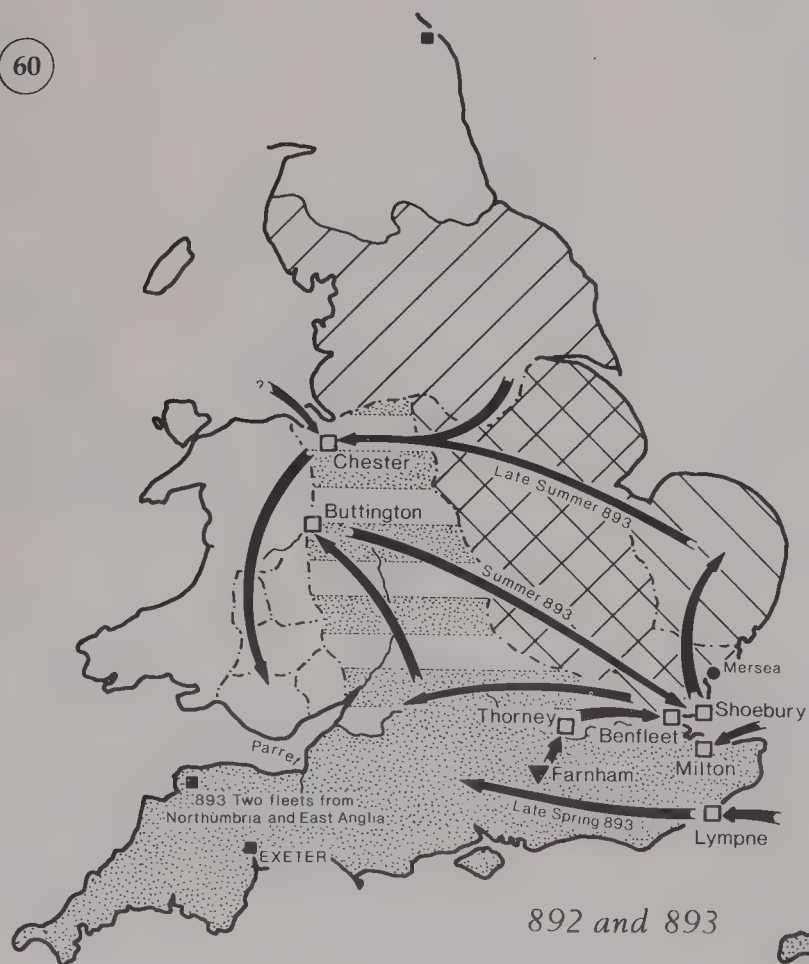 60
?
Chester
Late Summer 893
Buttington
Summer 893
Mersea
Shoebury
Thorney
Benfleet
Milton
Parret
Farnham
893 Two fleets from
Northumbria and East Anglia
Late Spring 893
Lympne
EXETER
892 and 893